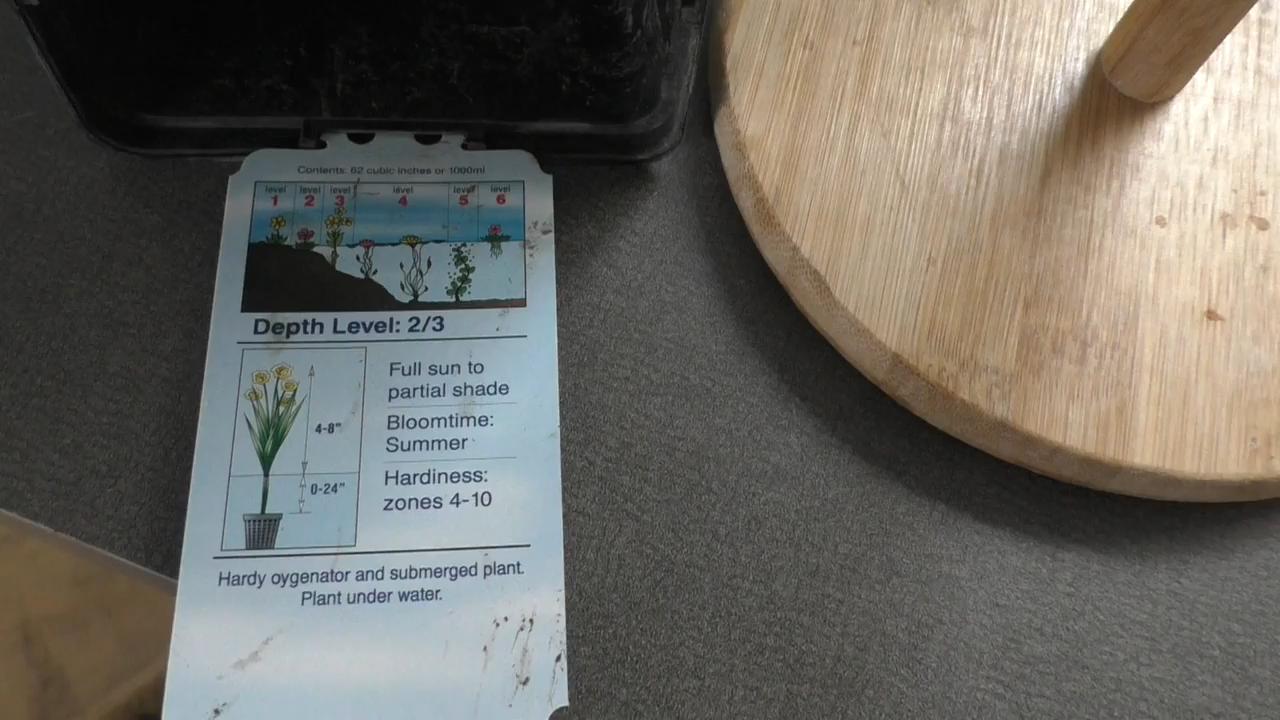 Contents: 62 cubic inches or 1000ml
level level level level level level
1 2 3 4 5 6
Depth Level: 2/3
Full sun to
partial shade
Bloomtime:
Summer
4-8"
Hardiness:
zones 4-10
0-24"
Hardy oygenator and submerged plant.
Plant under water.